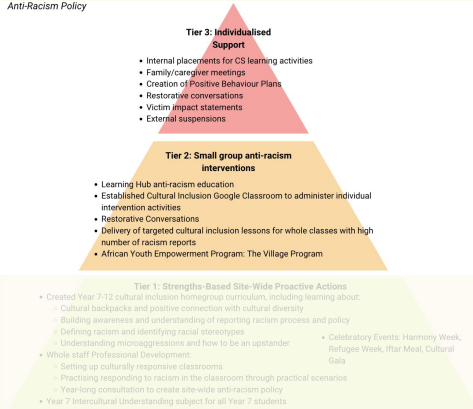 Anti-Racism Policy
Tier 3: Individualised
Support
• Internal placements for CS learning activities
• Family/caregiver meetings
• Creation of Positive Behaviour Plans
• Restorative conversations
• Victim impact statements
• External suspensions
Tier 2: Small group anti-racism
interventions
• Learning Hub anti-racism education
• Established Cultural Inclusion Google Classroom to administer individual
intervention activities
• Restorative Conversations
• Delivery of targeted cultural inclusion lessons for whole classes with high
number of racism reports
• African Youth Empowerment Program: The Village Program
Tier 1: Strengths-Based Site-Wide Proactive Actions
• Created Year 7-12 cultural inclusion homegroup curriculum, including learning about:
◦ Cultural backpacks and positive connection with cultural diversity
◦ Building awareness and understanding of reporting racism process and policy
◦ Defining racism and identifying racial stereotypes
◦ Understanding microaggressions and how to be an upstander
• Whole staff Professional Development:
◦ Setting up culturally responsive classrooms
◦ Practising responding to racism in the classroom through practical scenarios
◦ Year-long consultation to create site-wide anti-racism policy
• Year 7 Intercultural Understanding subject for all Year 7 students
• Celebratory Events: Harmony Week,
Refugee Week, Iftar Meal, Cultural
Gala